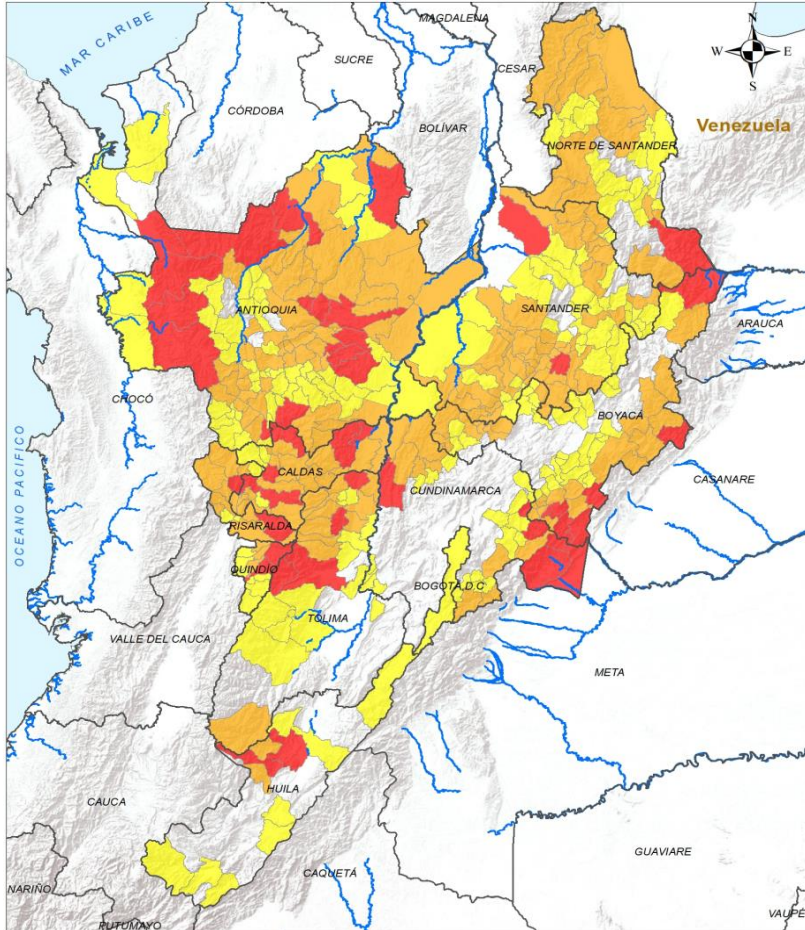 MAGDALENA
N
W E
S
MAR CARIBE
SUCRE
CESAR
CÓRDOBA
BOLÍVAR
Venezuela
NORTE DE SANTANDER
ANTIOQUIA
SANTANDER
ARAUCA
CHOCÓ
BOYACÁ
OCEANO PACIFICO
CALDAS
CUNDINAMARCA
CASANARE
RISARALDA
QUINDÍO
BOGOTÁ D.C
TOLIMA
VALLE DEL CAUCA
META
HUILA
CAUCA
GUAVIARE
CAQUETÁ
NARIÑO
PUTUMAYO
VAUPÉ